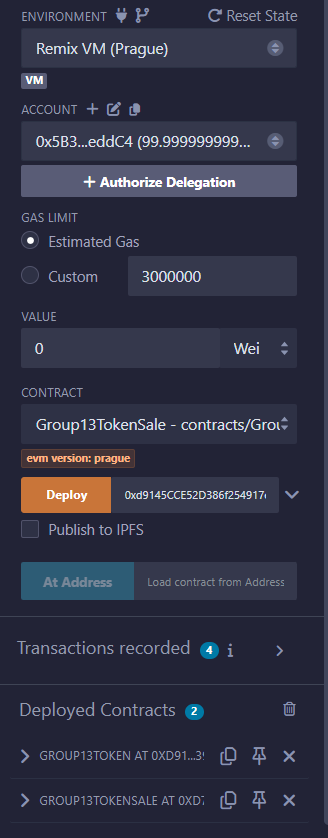 ENVIRONMENT Reset State
Remix VM (Prague)
VM
ACCOUNT
0x5B3...eddC4 (99.999999999...
Authorize Delegation
GAS LIMIT
Estimated Gas
Custom 3000000
VALUE
0 Wei
CONTRACT
Group13TokenSale - contracts/Grou
evm version: prague
Deploy 0xd9145CCE52D386f254917
Publish to IPFS
At Address Load contract from Address
Transactions recorded 4 i
Deployed Contracts 2
GROUP13TOKEN AT 0XD91...39
GROUP13TOKENSALE AT 0XD7